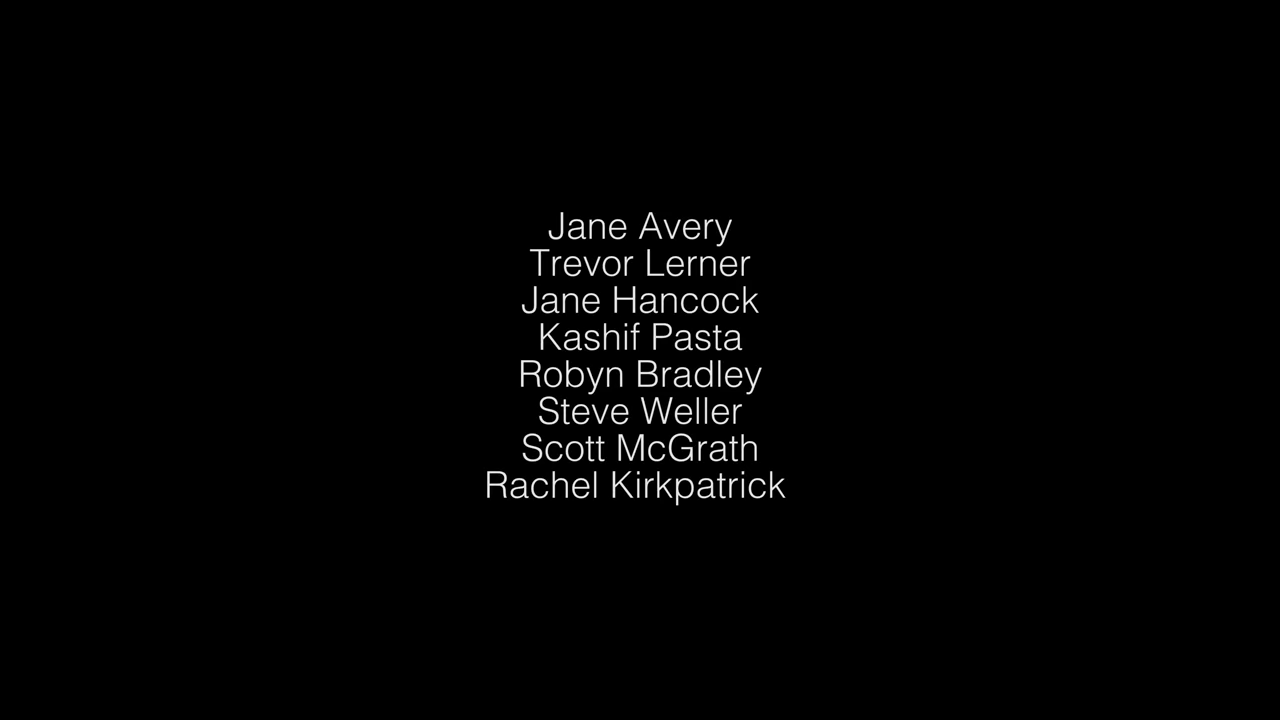 Jane Avery
Trevor Lerner
Jane Hancock
Kashif Pasta
Robyn Bradley
Steve Weller
Scott McGrath
Rachel Kirkpatrick